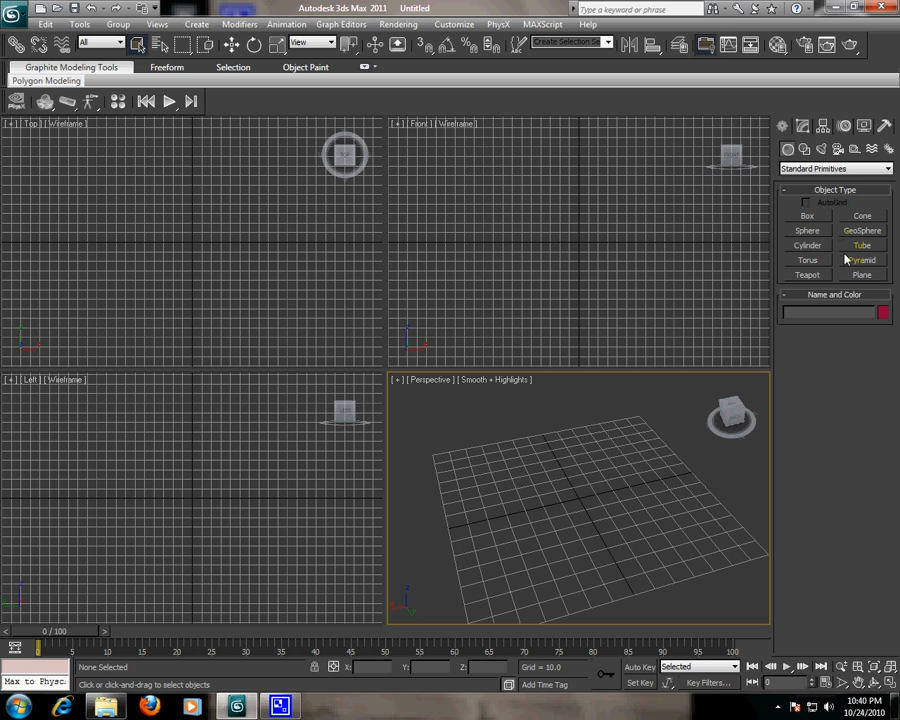 Autodesk 3ds Max 2011 Untitled
Type a keyword or phrase
Edit Tools Group Views Create Modifiers Animation Graph Editors Rendering Customize PhysX MAXScript Help
All
View
Create Selection Se
Graphite Modeling Tools Freeform Selection Object Paint
Polygon Modeling
PhysX
[ + ] [ Top ] [ Wireframe ]
TOP
[ + ] [ Front ] [ Wireframe ]
Standard Primitives
Object Type
AutoGrid
Box Cone
Sphere GeoSphere
Cylinder Tube
Torus Pyramid
Teapot Plane
Name and Color
[ + ] [ Left ] [ Wireframe ]
[ + ] [ Perspective ] [ Smooth + Highlights ]
< 0 / 100 >
0 5 10 15 20 25 30 35 40 45 50 55 60 65 70 75 80 85 90 95 100
None Selected X: Y: Z: Grid = 10.0 Auto Key Selected
Max to Physc: Click or click-and-drag to select objects Add Time Tag Set Key Key Filters... 0
10:40 PM
10/24/2010